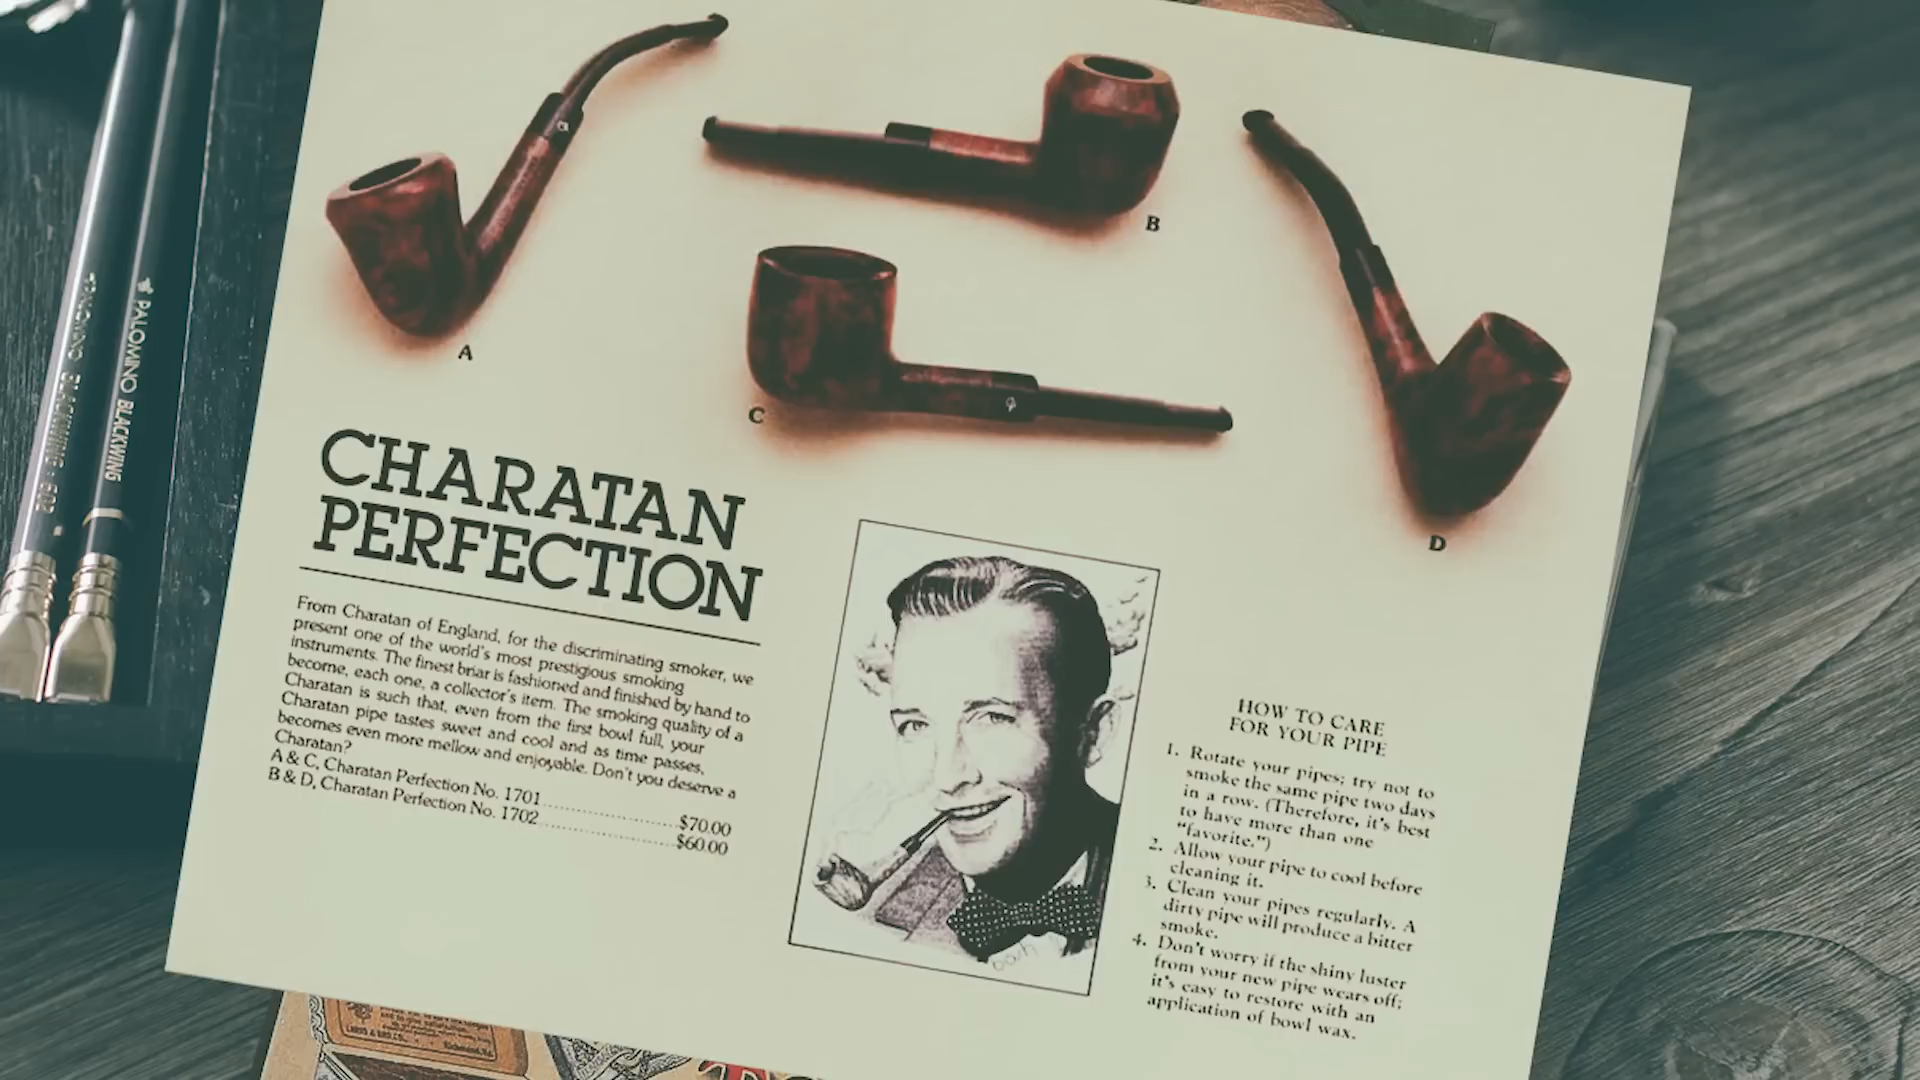 A
B
C
D
CHARATAN
PERFECTION
From Charatan of England, for the discriminating smoker, we
present one of the world's most prestigious smoking
instruments. The finest briar is fashioned and finished by hand to
become, each one, a collector's item. The smoking quality of a
Charatan is such that, even from the first bowl full, your
Charatan pipe tastes sweet and cool and as time passes,
becomes even more mellow and enjoyable. Don't you deserve a
Charatan?
A & C, Charatan Perfection No. 1701..........$70.00
B & D, Charatan Perfection No. 1702..........$60.00
HOW TO CARE
FOR YOUR PIPE
1. Rotate your pipes; try not to
smoke the same pipe two days
in a row. (Therefore, it's best
to have more than one
"favorite.")
2. Allow your pipe to cool before
cleaning it.
3. Clean your pipes regularly. A
dirty pipe will produce a bitter
smoke.
4. Don't worry if the shiny luster
from your new pipe wears off;
it's easy to restore with an
application of bowl wax.
PALOMINO BLACKWING
PALOMINO BLACKWING 602